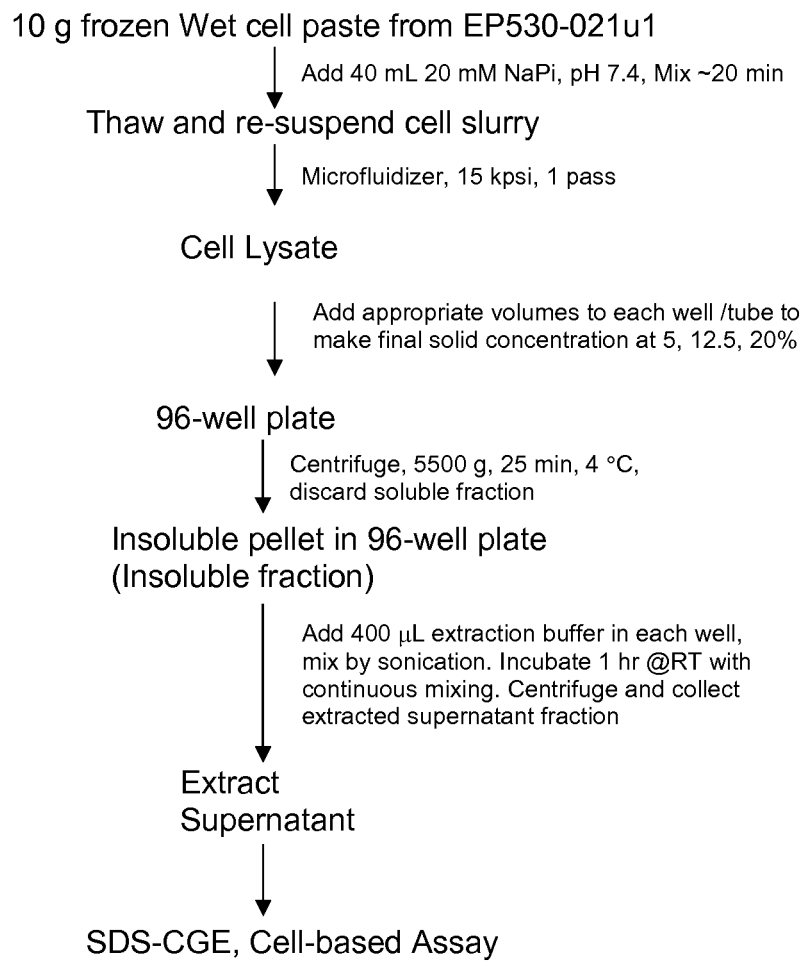 10 g frozen Wet cell paste from EP530-021u1
Add 40 mL 20 mM NaPi, pH 7.4, Mix ~20 min
Thaw and re-suspend cell slurry
Microfluidizer, 15 kpsi, 1 pass
Cell Lysate
Add appropriate volumes to each well /tube to
make final solid concentration at 5, 12.5, 20%
96-well plate
Centrifuge, 5500 g, 25 min, 4 °C,
discard soluble fraction
Insoluble pellet in 96-well plate
(Insoluble fraction)
Add 400 μL extraction buffer in each well,
mix by sonication. Incubate 1 hr @RT with
continuous mixing. Centrifuge and collect
extracted supernatant fraction
Extract
Supernatant
SDS-CGE, Cell-based Assay